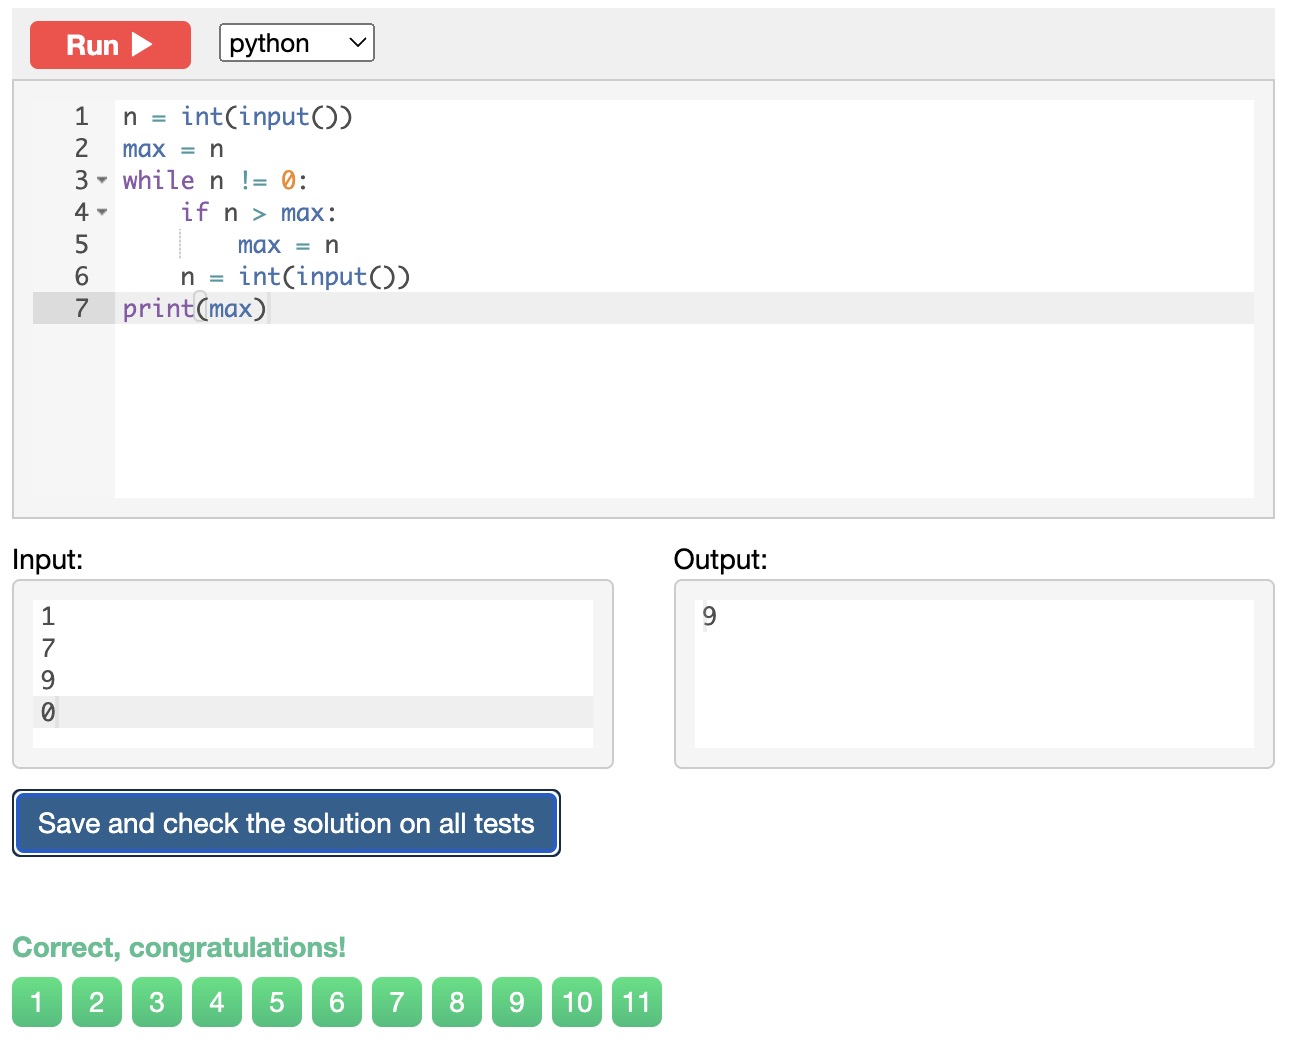 Run
python
1 n = int(input())
2 max = n
3 while n != 0:
4     if n > max:
5         max = n
6     n = int(input())
7 print(max)
Input:
1
7
9
0
Output:
9
Save and check the solution on all tests
Correct, congratulations!
1 2 3 4 5 6 7 8 9 10 11